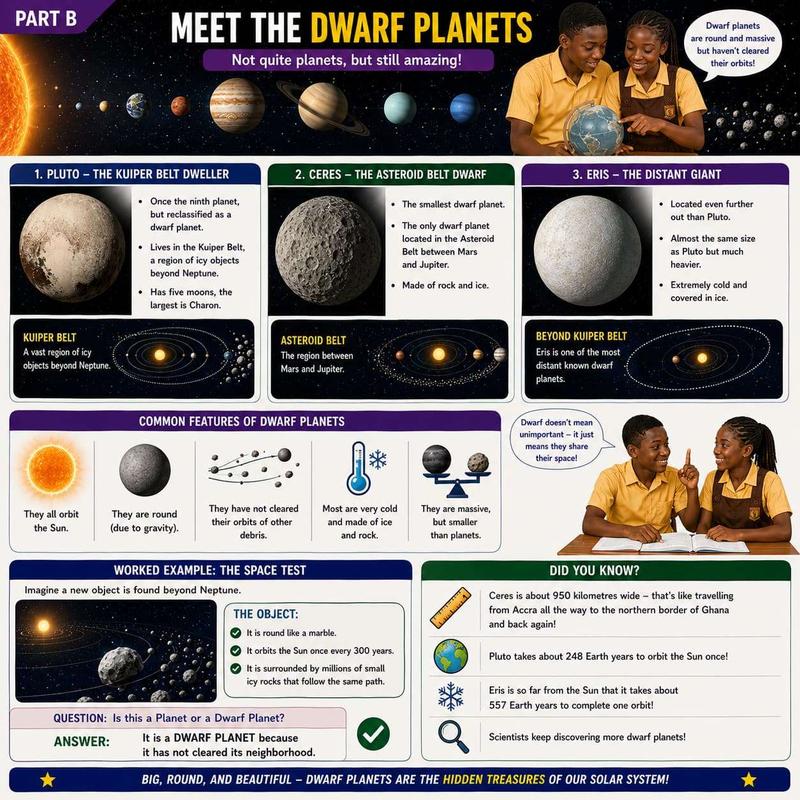 PART B
MEET THE DWARF PLANETS
Not quite planets, but still amazing!
Dwarf planets
are round and massive
but haven't cleared
their orbits!
1. PLUTO – THE KUIPER BELT DWELLER
• Once the ninth planet,
but reclassified as a
dwarf planet.
• Lives in the Kuiper Belt,
a region of icy objects
beyond Neptune.
• Has five moons, the
largest is Charon.
KUIPER BELT
A vast region of icy
objects beyond Neptune.
2. CERES – THE ASTEROID BELT DWARF
• The smallest dwarf planet.
• The only dwarf planet
located in the Asteroid
Belt between Mars
and Jupiter.
• Made of rock and ice.
ASTEROID BELT
The region between
Mars and Jupiter.
3. ERIS – THE DISTANT GIANT
• Located even further
out than Pluto.
• Almost the same size
as Pluto but much
heavier.
• Extremely cold and
covered in ice.
BEYOND KUIPER BELT
Eris is one of the most
distant known dwarf
planets.
COMMON FEATURES OF DWARF PLANETS
They all orbit
the Sun.
They are round
(due to gravity).
They have not cleared
their orbits of other
debris.
Most are very cold
and made of ice
and rock.
They are massive,
but smaller
than planets.
Dwarf doesn't mean
unimportant – it just
means they share
their space!
WORKED EXAMPLE: THE SPACE TEST
Imagine a new object is found beyond Neptune.
THE OBJECT:
It is round like a marble.
It orbits the Sun once every 300 years.
It is surrounded by millions of small
icy rocks that follow the same path.
QUESTION: Is this a Planet or a Dwarf Planet?
ANSWER: It is a DWARF PLANET because
it has not cleared its neighborhood.
DID YOU KNOW?
Ceres is about 950 kilometres wide – that's like travelling
from Accra all the way to the northern border of Ghana
and back again!
Pluto takes about 248 Earth years to orbit the Sun once!
Eris is so far from the Sun that it takes about
557 Earth years to complete one orbit!
Scientists keep discovering more dwarf planets!
BIG, ROUND, AND BEAUTIFUL – DWARF PLANETS ARE THE HIDDEN TREASURES OF OUR SOLAR SYSTEM!